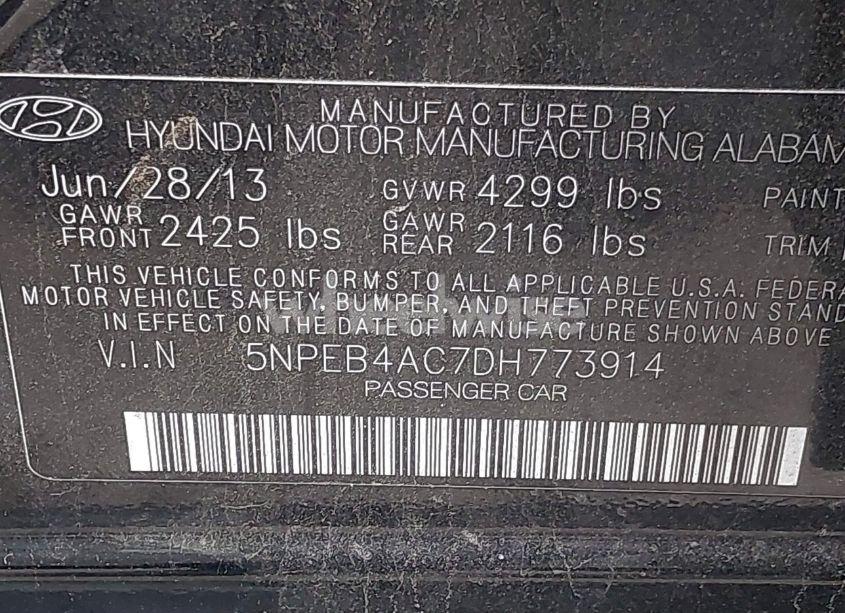 MANUFACTURED BY
HYUNDAI MOTOR MANUFACTURING ALABAM
Jun/28/13 GVWR 4299 lbs PAINT
GAWR FRONT 2425 lbs GAWR REAR 2116 lbs TRIM
THIS VEHICLE CONFORMS TO ALL APPLICABLE U.S.A. FEDERA
MOTOR VEHICLE SAFETY, BUMPER, AND THEFT PREVENTION STAN
IN EFFECT ON THE DATE OF MANUFACTURE SHOWN ABOVE
V.I.N 5NPEB4AC7DH773914
PASSENGER CAR